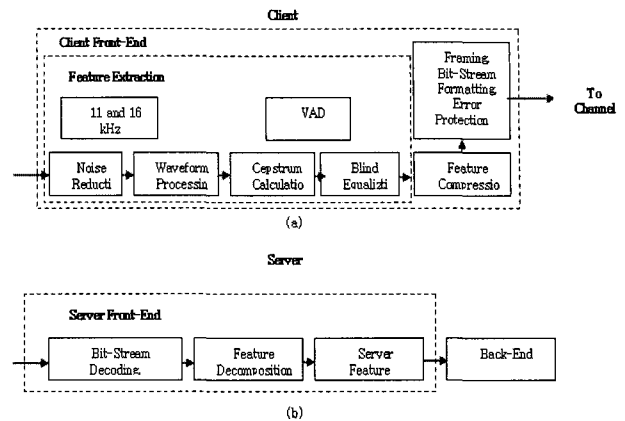 Client
Client Front-End
Feature Extraction
11 and 16
kHz
VAD
Framing,
Bit-Stream
Formatting,
Error
Protection
To
Channel
Noise
Reducti
Waveform
Processin
Cepstrum
Calculatio
Blind
Equalizti
Feature
Compressio
(a)
Server
Server Front-End
Bit-Stream
Decoding,
Feature
Decomposition
Server
Feature
Back-End
(b)